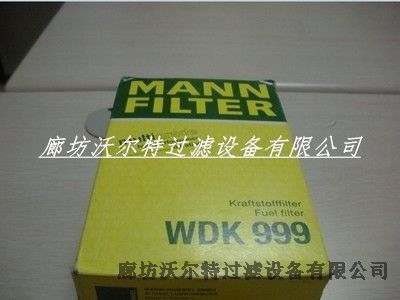 MANN
FILTER
廊坊沃尔特过滤设备有限公司
Kraftstofffilter
Fuel filter
WDK 999
廊坊沃尔特过滤设备有限公司